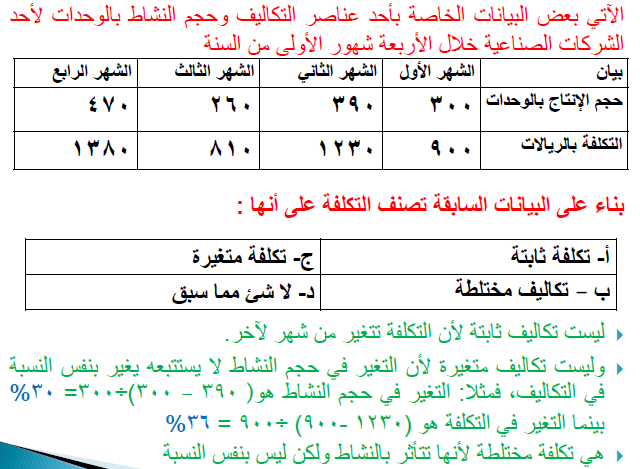 الآتي بعض البيانات الخاصة بأحد عناصر التكاليف وحجم النشاط بالوحدات لأحد
الشركات الصناعية خلال الأربعة شهور الأولى من السنة
بيان الشهر الأول الشهر الثاني الشهر الثالث الشهر الرابع
حجم الإنتاج بالوحدات ٣٠٠ ٣٩٠ ٢٦٠ ٤٧٠
التكلفة بالريالات ٩٠٠ ١٢٣٠ ٨١٠ ١٣٨٠
بناء على البيانات السابقة تصنف التكلفة على أنها :
أ- تكلفة ثابتة ج- تكلفة متغيرة
ب – تكاليف مختلطة د- لا شئ مما سبق
ليست تكاليف ثابتة لأن التكلفة تتغير من شهر لآخر.
وليست تكاليف متغيرة لأن التغير في حجم النشاط لا يستتبعه يغير بنفس النسبة
في التكاليف، فمثلا: التغير في حجم النشاط هو( ٣٩٠ – ٣٠٠)÷٣٠٠= ٣٠%
بينما التغير في التكلفة هو (١٢٣٠ -٩٠٠) ÷٩٠٠ = ٣٦%
هي تكلفة مختلطة لأنها تتأثر بالنشاط ولكن ليس بنفس النسبة